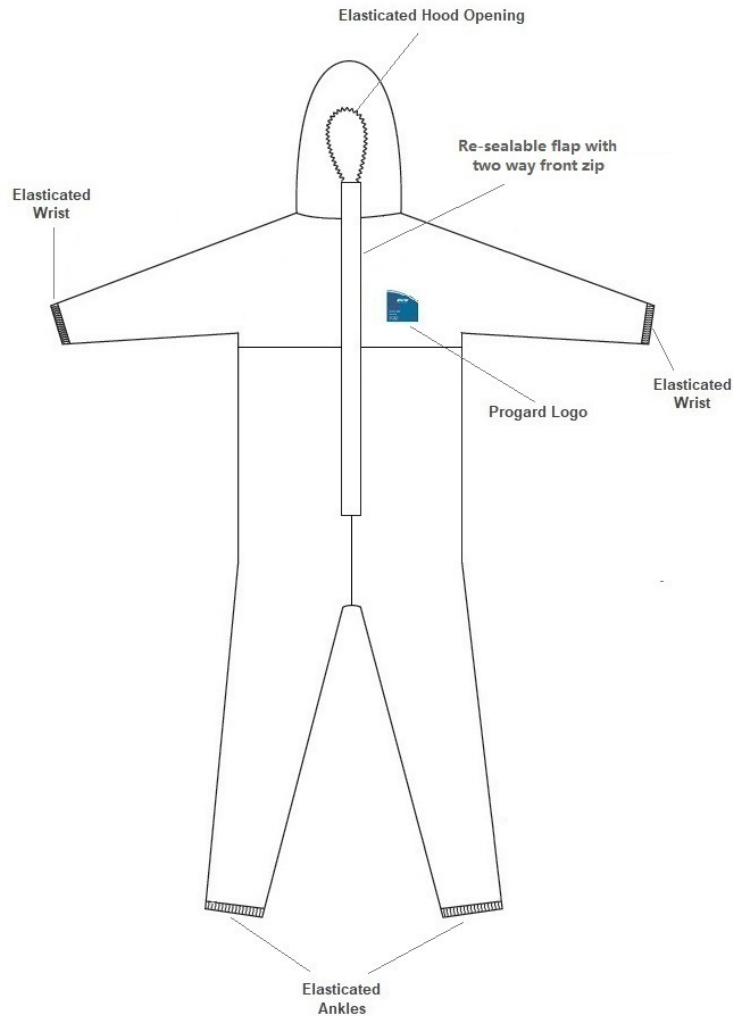 Elasticated Hood Opening
Re-sealable flap with
two way front zip
Elasticated
Wrist
Elasticated
Wrist
Progard Logo
Elasticated
Ankles